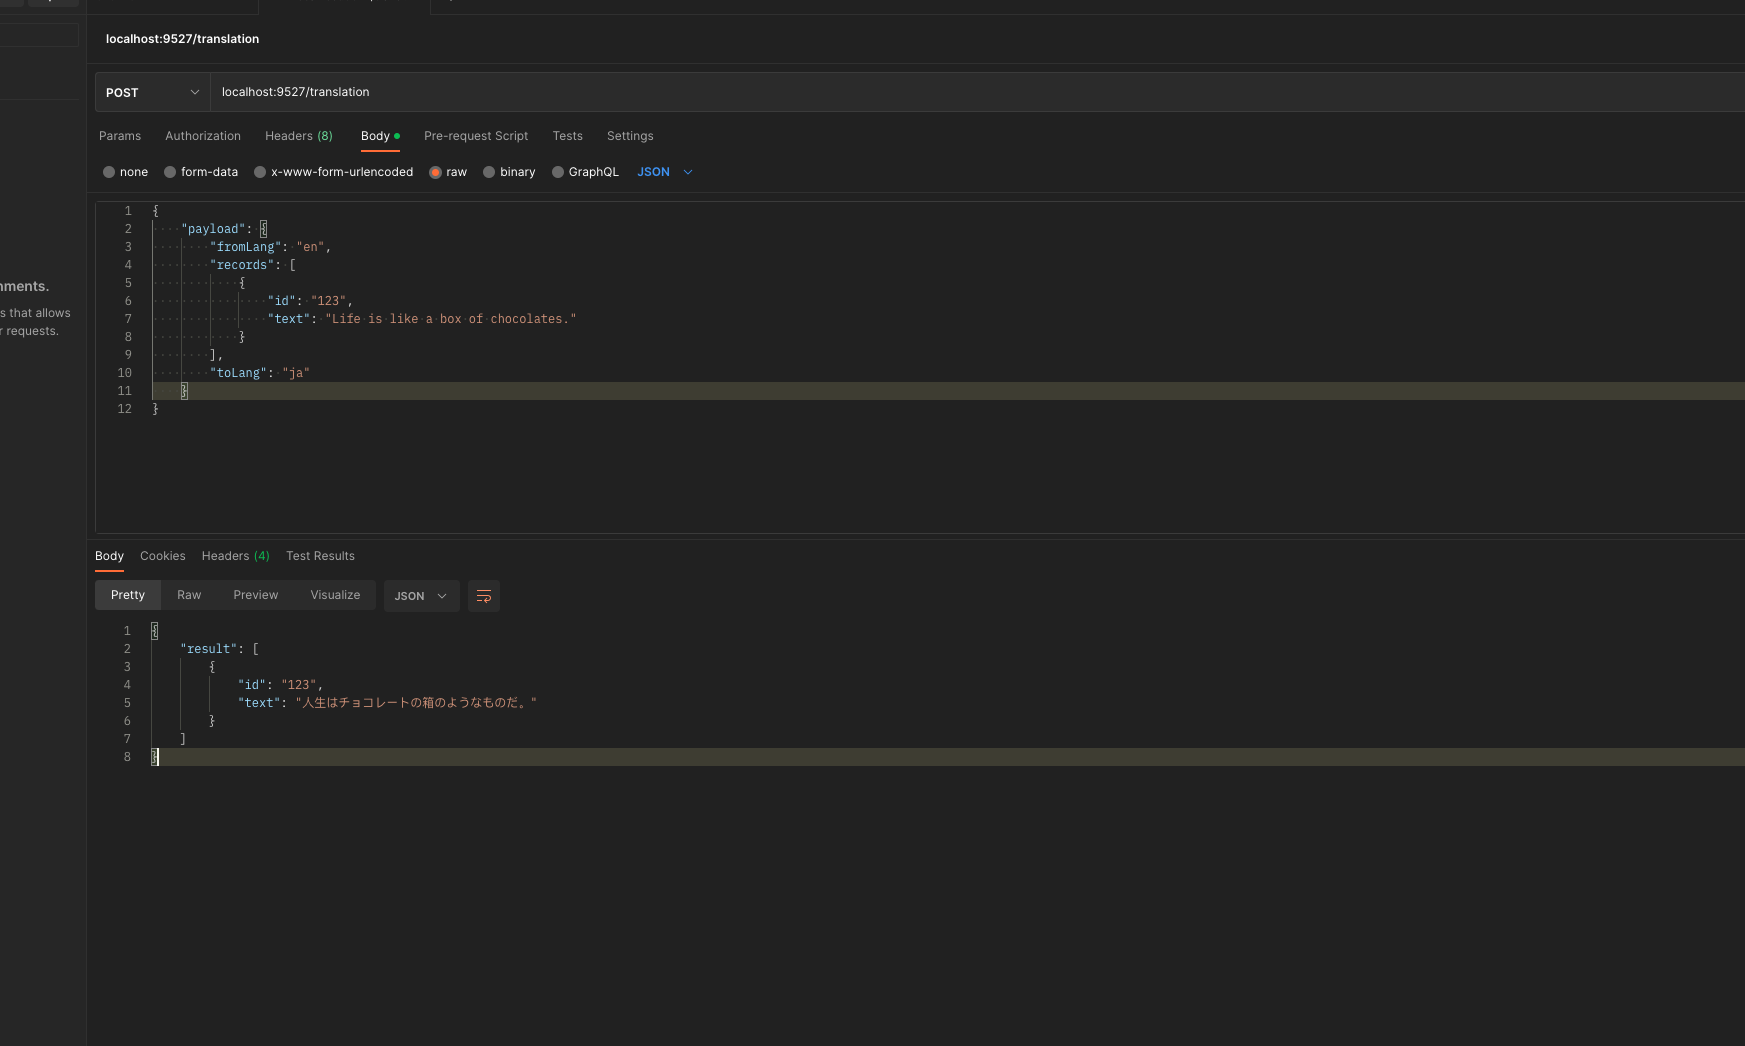 localhost:9527/translation
POST
localhost:9527/translation
Params Authorization Headers (8) Body Pre-request Script Tests Settings
none form-data x-www-form-urlencoded raw binary GraphQL JSON
1 {
2 "payload": {
3 "fromLang": "en",
4 "records": [
5 {
6 "id": "123",
7 "text": "Life is like a box of chocolates."
8 }
9 ],
10 "toLang": "ja"
11 }
12 }
nments.
s that allows
r requests.
Body Cookies Headers (4) Test Results
Pretty Raw Preview Visualize JSON
1 {
2 "result": [
3 {
4 "id": "123",
5 "text": "人生はチョコレートの箱のようなものだ。"
6 }
7 ]
8 }